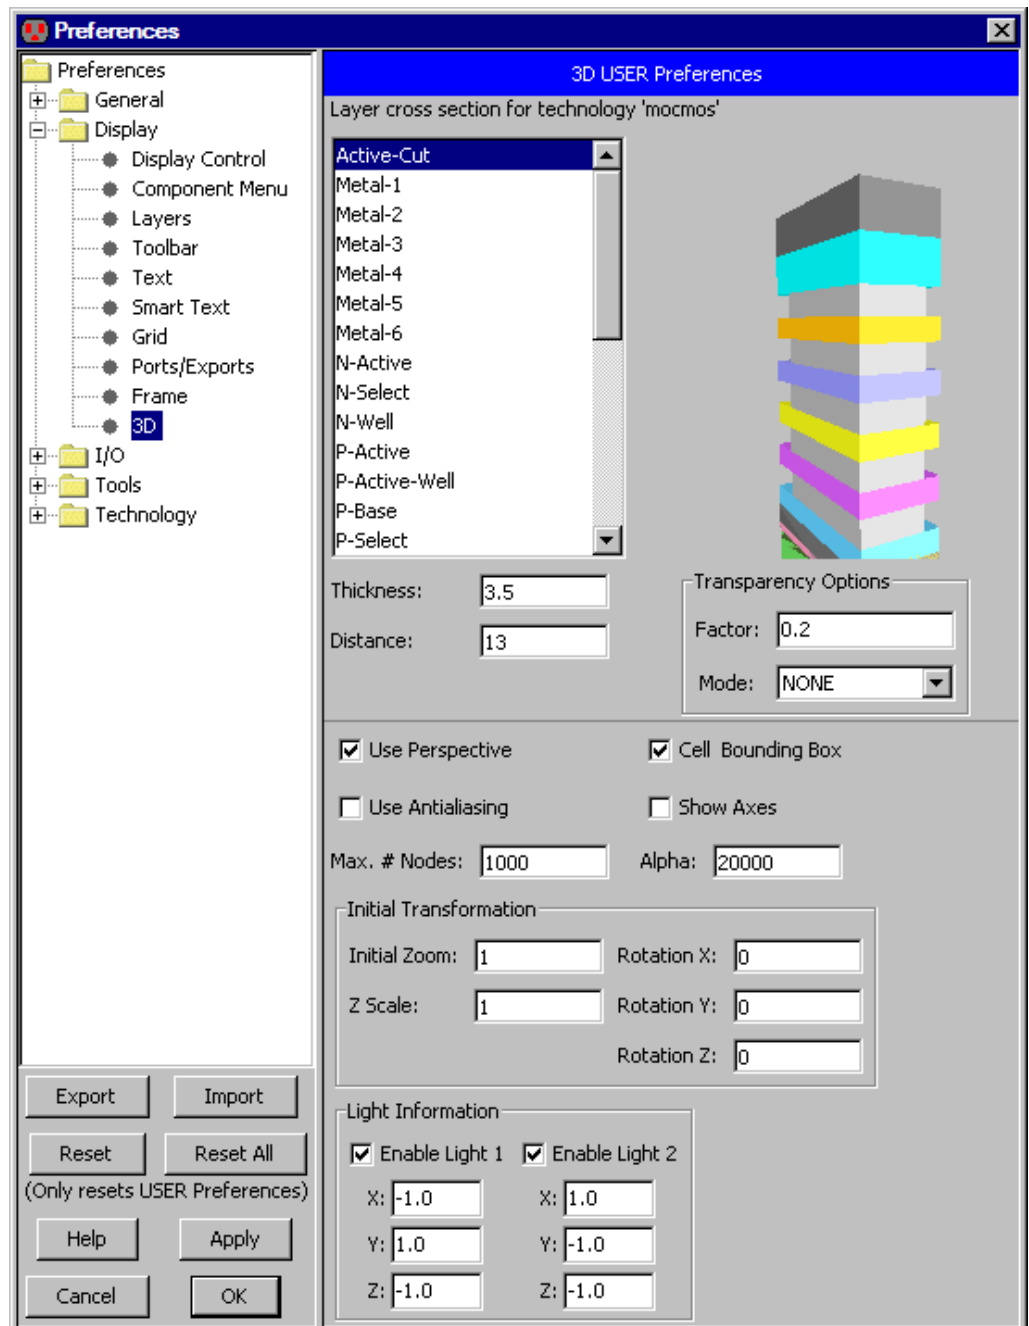 Preferences
Preferences
General
Display
Display Control
Component Menu
Layers
Toolbar
Text
Smart Text
Grid
Ports/Exports
Frame
3D
I/O
Tools
Technology
Export Import
Reset Reset All
(Only resets USER Preferences)
Help Apply
Cancel OK
3D USER Preferences
Layer cross section for technology 'mocmos'
Active-Cut
Metal-1
Metal-2
Metal-3
Metal-4
Metal-5
Metal-6
N-Active
N-Select
N-Well
P-Active
P-Active-Well
P-Base
P-Select
Thickness: 3.5
Distance: 13
Transparency Options
Factor: 0.2
Mode: NONE
Use Perspective Cell Bounding Box
Use Antialiasing Show Axes
Max. # Nodes: 1000 Alpha: 20000
Initial Transformation
Initial Zoom: 1 Rotation X: 0
Z Scale: 1 Rotation Y: 0
Rotation Z: 0
Light Information
Enable Light 1 Enable Light 2
X: -1.0 X: 1.0
Y: 1.0 Y: -1.0
Z: -1.0 Z: -1.0